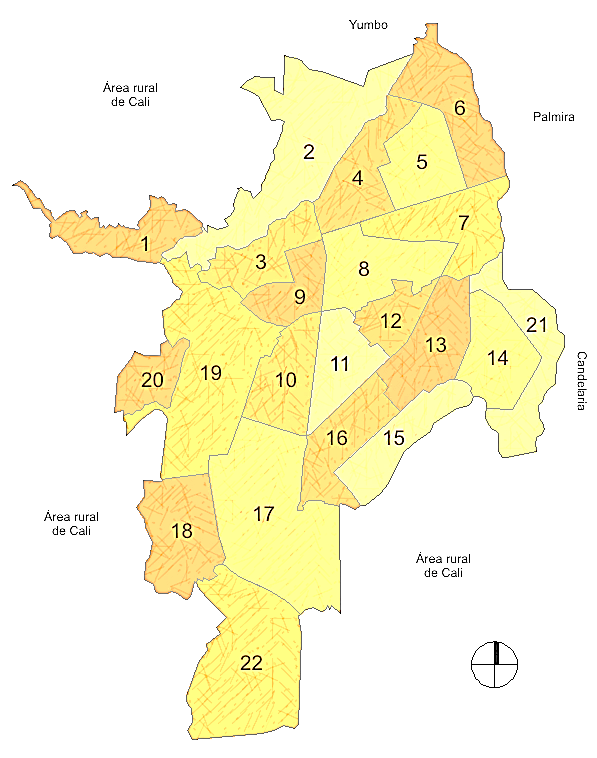 Yumbo
Área rural
de Cali
6
Palmira
2
5
4
7
1
3
8
9
12
21
11
13
14
19
20
10
Candelaria
16
15
17
Área rural
de Cali
18
Área rural
de Cali
22